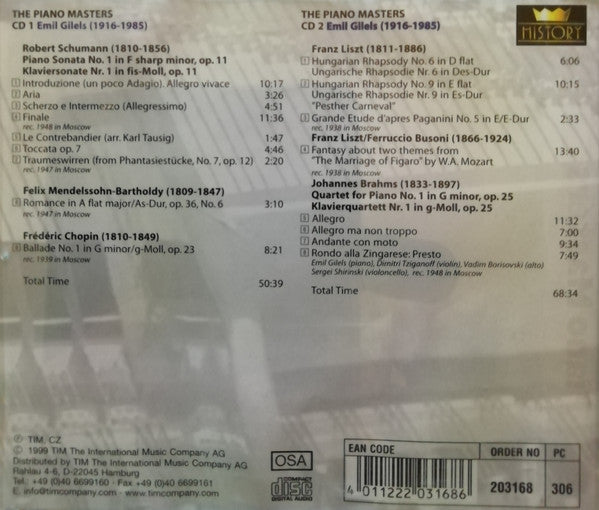 THE PIANO MASTERS
CD 1 Emil Gilels (1916-1985)
Robert Schumann (1810-1856)
Piano Sonata No. 1 in F sharp minor, op. 11
Klaviersonate Nr. 1 in fis-Moll, op. 11
1 Introduzione (un poco Adagio). Allegro vivace 10:17
2 Aria 3:26
3 Scherzo e Intermezzo (Allegressimo) 4:51
4 Finale 11:36
rec. 1948 in Moscow
5 Le Contrebandier (arr. Karl Tausig) 1:47
6 Toccata op. 7 4:46
7 Traumeswirren (from Phantasiestücke, No. 7, op. 12) 2:20
rec. 1947 in Moscow
Felix Mendelssohn-Bartholdy (1809-1847)
8 Romance in A flat major/As-Dur, op. 36, No. 6 3:10
rec. 1947 in Moscow
Frédéric Chopin (1810-1849)
9 Ballade No. 1 in G minor/g-Moll, op. 23 8:21
rec. 1939 in Moscow
Total Time 50:39
THE PIANO MASTERS
CD 2 Emil Gilels (1916-1985)
HISTORY
Franz Liszt (1811-1886)
1 Hungarian Rhapsody No. 6 in D flat 6:06
Ungarische Rhapsodie Nr. 6 in Des-Dur
2 Hungarian Rhapsody No. 9 in E flat 10:15
Ungarische Rhapsodie Nr. 9 in Es-Dur
"Pesther Carneval"
3 Grande Etude d'apres Paganini No. 5 in E/E-Dur 2:33
rec. 1938 in Moscow
Franz Liszt/Ferruccio Busoni (1866-1924)
4 Fantasy about two themes from 13:40
"The Marriage of Figaro" by W.A. Mozart
rec. 1938 in Moscow
Johannes Brahms (1833-1897)
Quartet for Piano No. 1 in G minor, op. 25
Klavierquartett Nr. 1 in g-Moll, op. 25
5 Allegro 11:32
6 Allegro ma non troppo 7:00
7 Andante con moto 9:34
8 Rondo alla Zingarese: Presto 7:49
Emil Gilels (piano), Dimitri Tziganoff (violin), Vadim Borisovski (alto)
Sergei Shirinski (violoncello), rec. 1948 in Moscow
Total Time 68:34
℗ TIM, CZ
© 1999 TIM The International Music Company AG
Distributed by TIM The International Music Company AG
Rahlau 4-6, D-22045 Hamburg
Tel.: +49 (0)40 6699160 - Fax +49 (0)40 66991661
E. info@timcompany.com - www.timcompany.com
OSA
COMPACT
disc
DIGITAL AUDIO
EAN CODE
4 011222 031686
ORDER NO
203168
PC
306